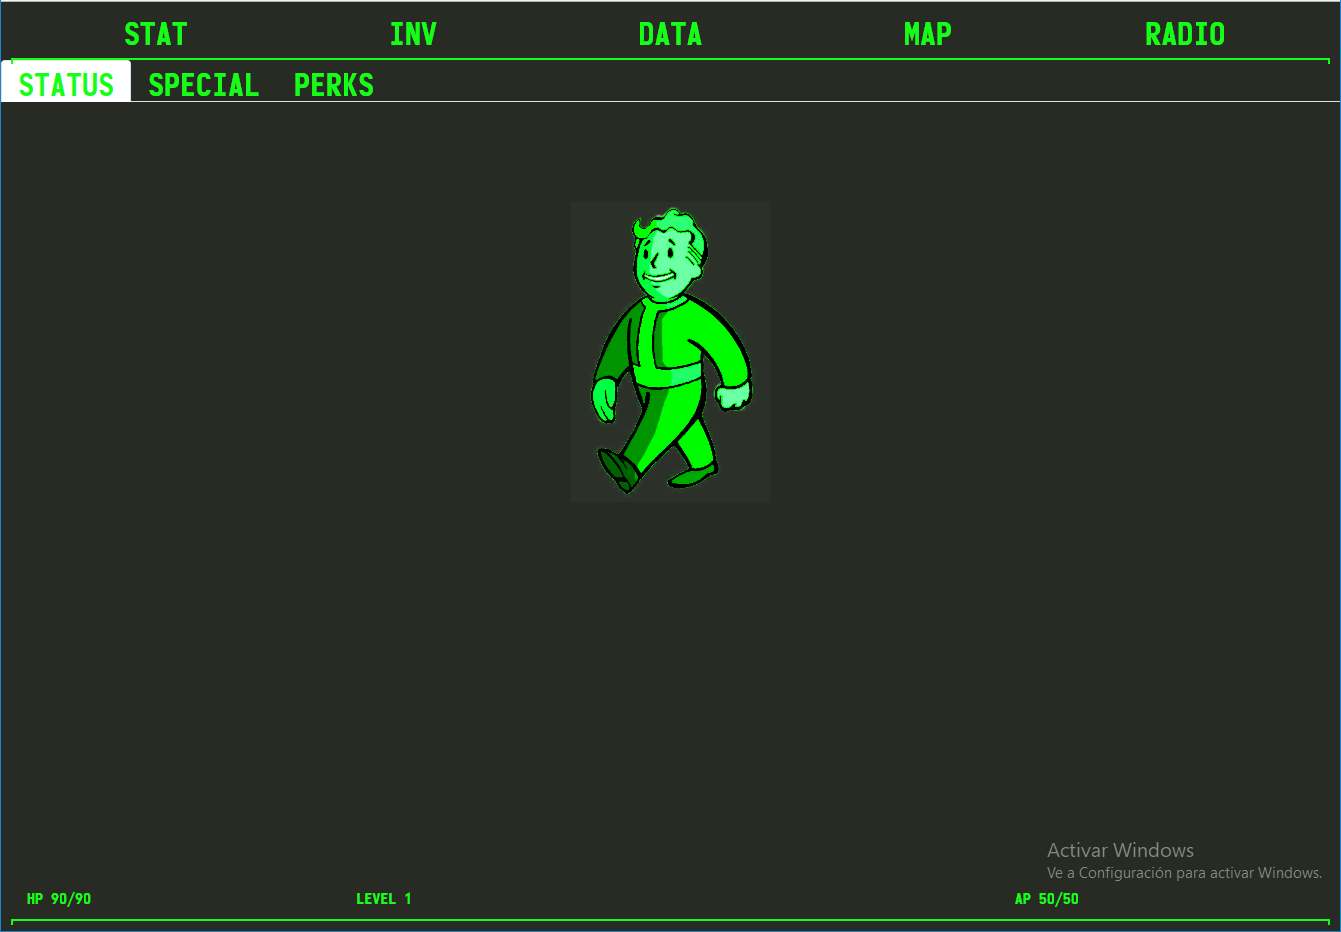 STAT INV DATA MAP RADIO
STATUS SPECIAL PERKS
Activar Windows
Ve a Configuración para activar Windows.
HP 90/90 LEVEL 1 AP 50/50